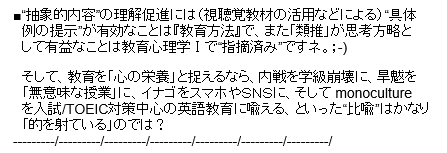 ■“抽象的内容”の理解促進には（視聴覚教材の活用などによる）“具体
例の提示”が有効なことは『教育方法』で、また「類推」が思考方略と
して有益なことは教育心理学Ⅰで“指摘済み”ですネ。；-）
そして、教育を「心の栄養」と捉えるなら、内戦を学級崩壊に、旱魃を
「無意味な授業」に、イナゴをスマホやSNSに、そして monoculture
を入試/TOEIC対策中心の英語教育に喩える、といった“比喩”はかなり
「的を射ている」のでは？
---------/---------/---------/---------/---------/---------/---------/